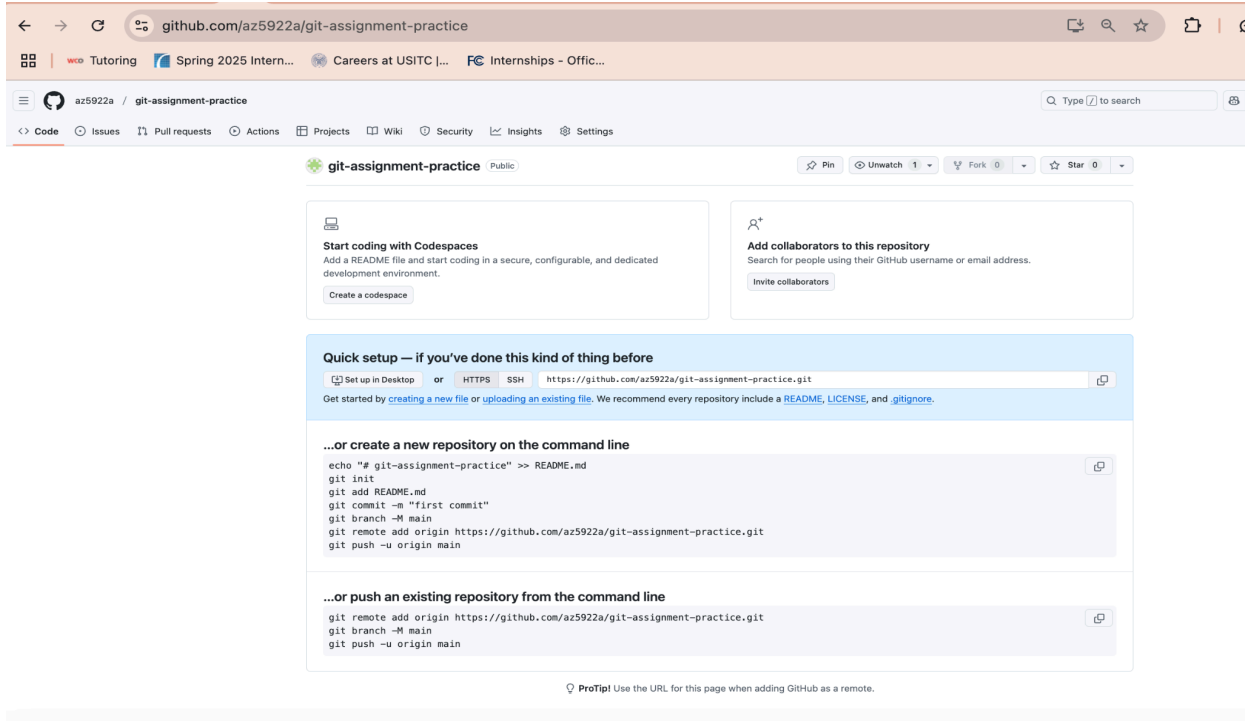 github.com/az5922a/git-assignment-practice
wco Tutoring Spring 2025 Intern... Careers at USITC |... FC Internships - Offic...
az5922a / git-assignment-practice Type / to search
<> Code Issues Pull requests Actions Projects Wiki Security Insights Settings
git-assignment-practice Public Pin Unwatch 1 Fork 0 Star 0
Start coding with Codespaces
Add a README file and start coding in a secure, configurable, and dedicated
development environment.
Create a codespace
Add collaborators to this repository
Search for people using their GitHub username or email address.
Invite collaborators
Quick setup — if you've done this kind of thing before
Set up in Desktop or HTTPS SSH https://github.com/az5922a/git-assignment-practice.git
Get started by creating a new file or uploading an existing file. We recommend every repository include a README, LICENSE, and .gitignore.
...or create a new repository on the command line
echo "# git-assignment-practice" >> README.md
git init
git add README.md
git commit -m "first commit"
git branch -M main
git remote add origin https://github.com/az5922a/git-assignment-practice.git
git push -u origin main
...or push an existing repository from the command line
git remote add origin https://github.com/az5922a/git-assignment-practice.git
git branch -M main
git push -u origin main
ProTip! Use the URL for this page when adding GitHub as a remote.